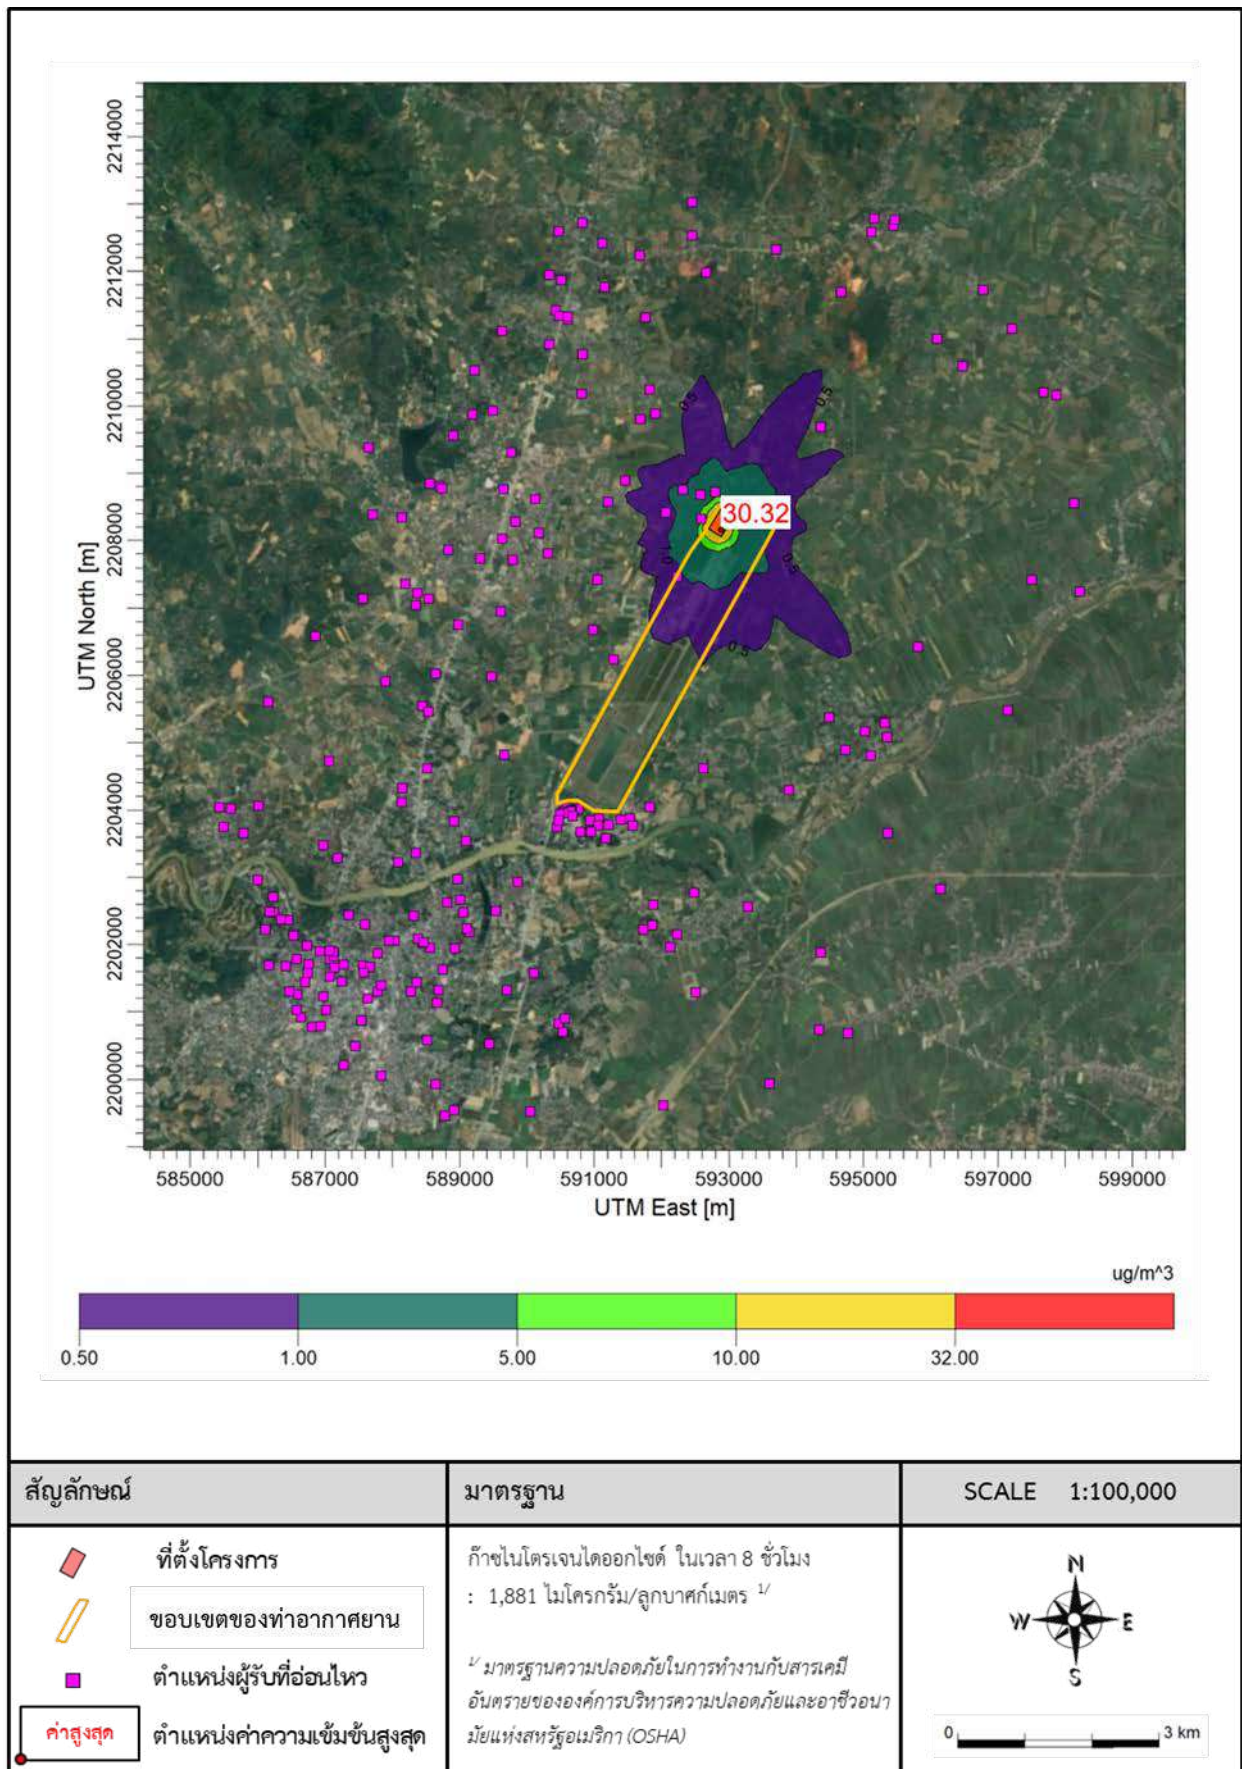 UTM North [m]
2214000
2212000
2210000
2208000
2206000
2204000
2202000
2200000
0.5
0.5
30.32
1.0
0.5
0.5
585000 587000 589000 591000 593000 595000 597000 599000
UTM East [m]
ug/m^3
0.50 1.00 5.00 10.00 32.00
สัญลักษณ์
ที่ตั้งโครงการ
ขอบเขตของท่าอากาศยาน
ตำแหน่งผู้รับที่อ่อนไหว
ค่าสูงสุด ตำแหน่งค่าความเข้มข้นสูงสุด
มาตรฐาน
ก๊าซไนโตรเจนไดออกไซด์ ในเวลา 8 ชั่วโมง
: 1,881 ไมโครกรัม/ลูกบาศก์เมตร 1/
1/ มาตรฐานความปลอดภัยในการทำงานกับสารเคมี
อันตรายขององค์การบริหารความปลอดภัยและอาชีวอนา
มัยแห่งสหรัฐอเมริกา (OSHA)
SCALE 1:100,000
N
W E
S
0 3 km